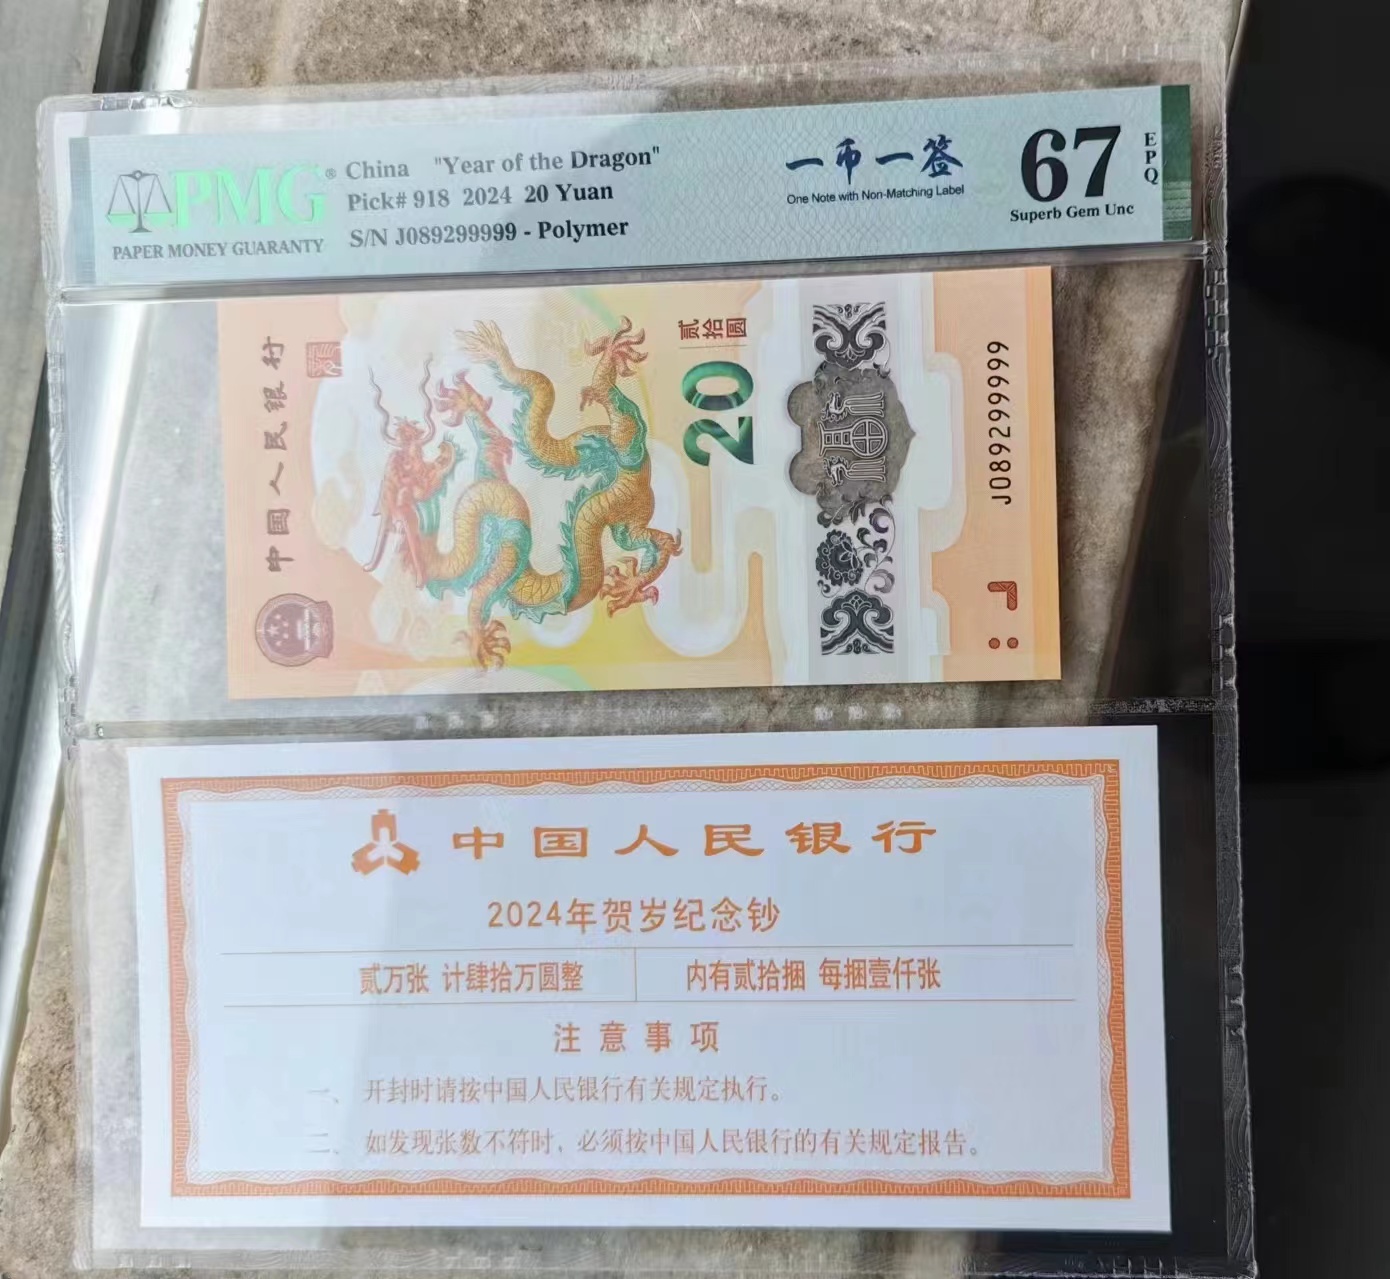 PMG®
PAPER MONEY GUARANTY
China "Year of the Dragon"
Pick# 918 2024 20 Yuan
S/N J089299999 - Polymer
一币一签
One Note with Non-Matching Label
67
EPQ
Superb Gem Unc
中国人民银行
贰拾圆
20
J089299999
中国人民银行
2024年贺岁纪念钞
贰万张 计肆拾万圆整
内有贰拾捆 每捆壹仟张
注意事项
一、 开封时请按中国人民银行有关规定执行。
二、 如发现张数不符时，必须按中国人民银行的有关规定报告。